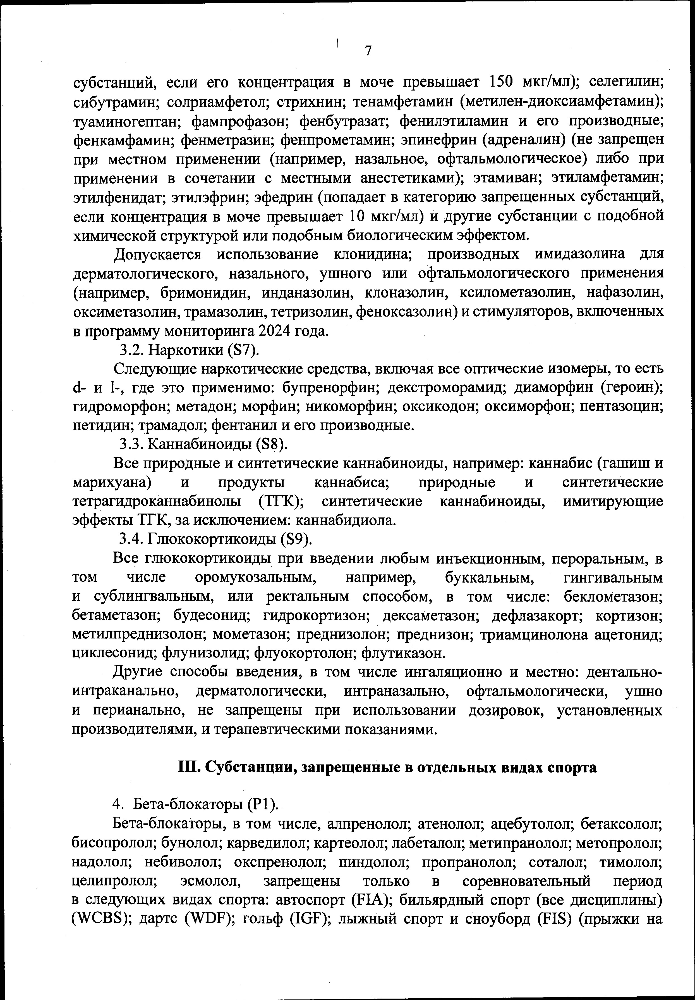 7
субстанций, если его концентрация в моче превышает 150 мкг/мл); селегилин;
сибутрамин; солриамфетол; стрихнин; тенамфетамин (метилен-диоксиамфетамин);
туаминогептан; фампрофазон; фенбутразат; фенилэтиламин и его производные;
фенкамфамин; фенметразин; фенпрометамин; эпинефрин (адреналин) (не запрещен
при местном применении (например, назальное, офтальмологическое) либо при
применении в сочетании с местными анестетиками); этамиван; этиламфетамин;
этилфенидат; этилэфрин; эфедрин (попадает в категорию запрещенных субстанций,
если концентрация в моче превышает 10 мкг/мл) и другие субстанции с подобной
химической структурой или подобным биологическим эффектом.
Допускается использование клонидина; производных имидазолина для
дерматологического, назального, ушного или офтальмологического применения
(например, бримонидин, инданазолин, клоназолин, ксилометазолин, нафазолин,
оксиметазолин, трамазолин, тетризолин, феноксазолин) и стимуляторов, включенных
в программу мониторинга 2024 года.
3.2. Наркотики (S7).
Следующие наркотические средства, включая все оптические изомеры, то есть
d- и l-, где это применимо: бупренорфин; декстроморамид; диаморфин (героин);
гидроморфон; метадон; морфин; никоморфин; оксикодон; оксиморфон; пентазоцин;
петидин; трамадол; фентанил и его производные.
3.3. Каннабиноиды (S8).
Все природные и синтетические каннабиноиды, например: каннабис (гашиш и
марихуана) и продукты каннабиса; природные и синтетические
тетрагидроканнабинолы (ТГК); синтетические каннабиноиды, имитирующие
эффекты ТГК, за исключением: каннабидиола.
3.4. Глюкокортикоиды (S9).
Все глюкокортикоиды при введении любым инъекционным, пероральным, в
том числе оромукозальным, например, буккальным, гингивальным
и сублингвальным, или ректальным способом, в том числе: беклометазон;
бетаметазон; будесонид; гидрокортизон; дексаметазон; дефлазакорт; кортизон;
метилпреднизолон; мометазон; преднизолон; преднизон; триамцинолона ацетонид;
циклесонид; флунизолид; флуокортолон; флутиказон.
Другие способы введения, в том числе ингаляционно и местно: дентально-
интраканально, дерматологически, интраназально, офтальмологически, ушно
и перианально, не запрещены при использовании дозировок, установленных
производителями, и терапевтическими показаниями.
III. Субстанции, запрещенные в отдельных видах спорта
4. Бета-блокаторы (P1).
Бета-блокаторы, в том числе, алпренолол; атенолол; ацебутолол; бетаксолол;
бисопролол; бунолол; карведилол; картеолол; лабеталол; метипранолол; метопролол;
надолол; небиволол; окспренолол; пиндолол; пропранолол; соталол; тимолол;
целипролол; эсмолол, запрещены только в соревновательный период
в следующих видах спорта: автоспорт (FIA); бильярдный спорт (все дисциплины)
(WCBS); дартс (WDF); гольф (IGF); лыжный спорт и сноуборд (FIS) (прыжки на